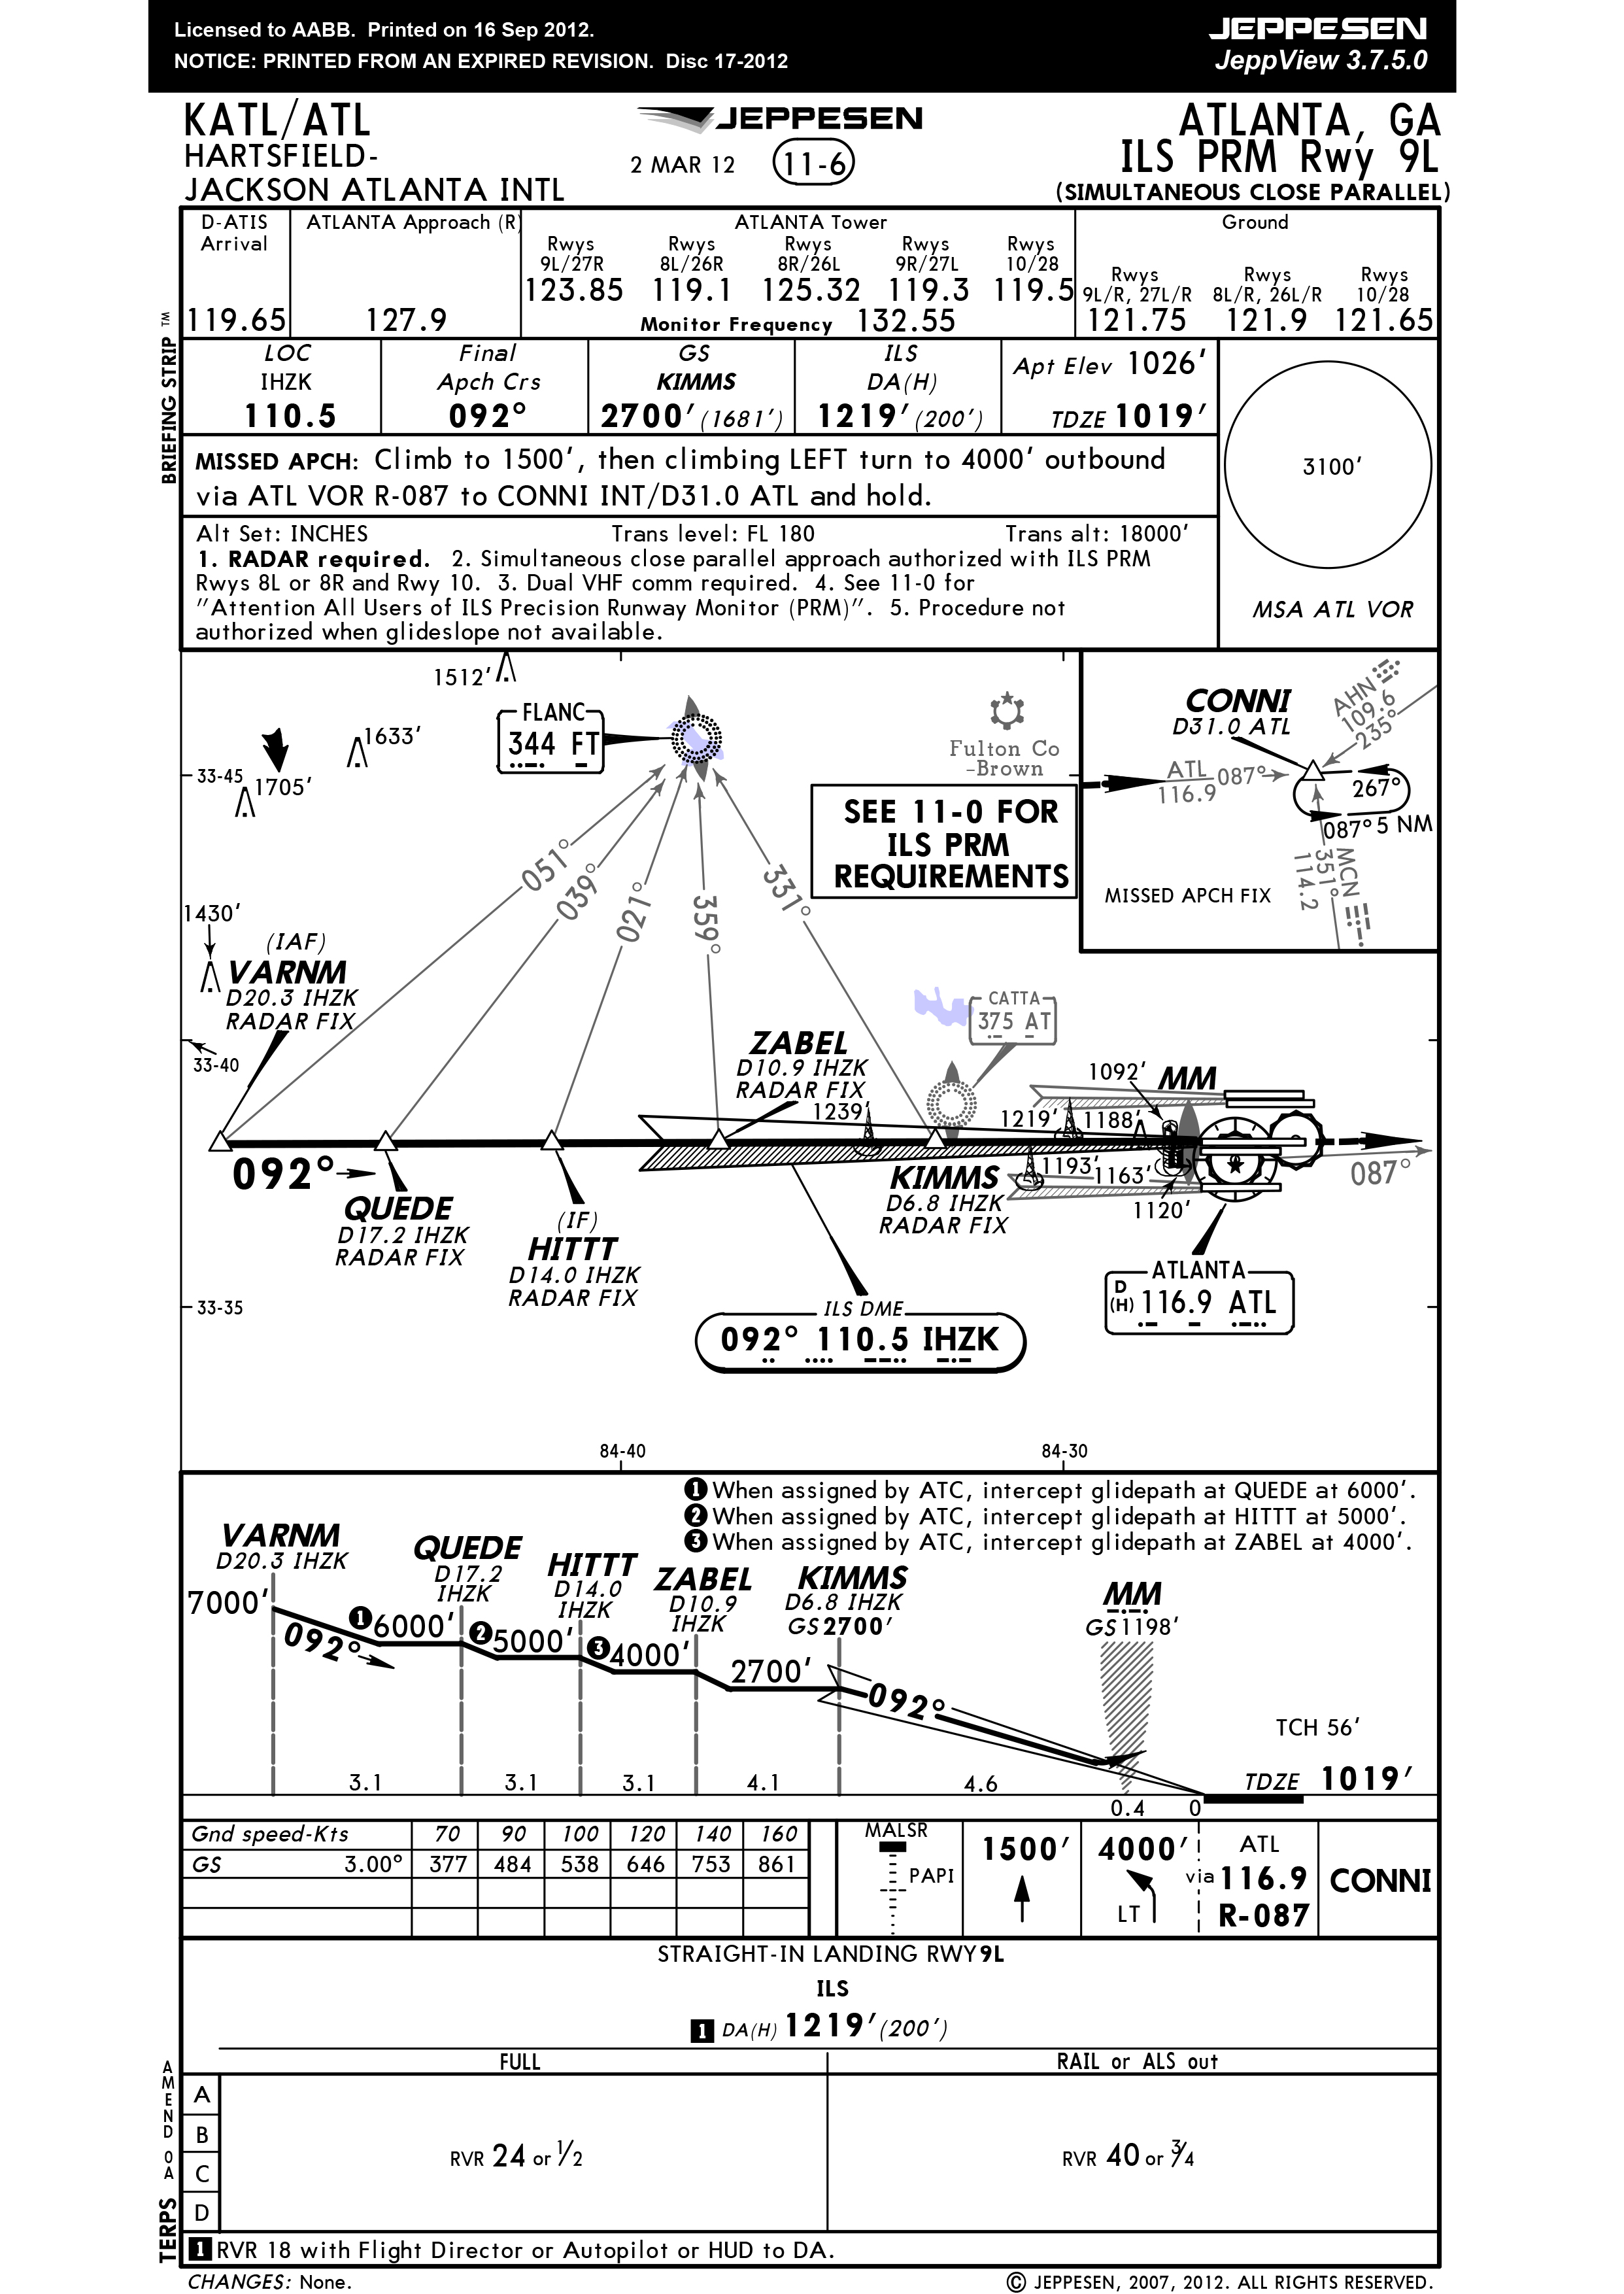 Licensed to AABB. Printed on 16 Sep 2012.
NOTICE: PRINTED FROM AN EXPIRED REVISION. Disc 17-2012
JEPPESEN
JeppView 3.7.5.0
KATL/ATL
HARTSFIELD-
JACKSON ATLANTA INTL
JEPPESEN
2 MAR 12
11-6
ATLANTA, GA
ILS PRM Rwy 9L
(SIMULTANEOUS CLOSE PARALLEL)
BRIEFING STRIP TM
D-ATIS
Arrival
119.65
ATLANTA Approach (R)
127.9
ATLANTA Tower
Rwys 9L/27R 123.85
Rwys 8L/26R 119.1
Rwys 8R/26L 125.32
Rwys 9R/27L 119.3
Rwys 10/28 119.5
Monitor Frequency 132.55
Ground
Rwys 9L/R, 27L/R 121.75
Rwys 8L/R, 26L/R 121.9
Rwys 10/28 121.65
LOC
IHZK
110.5
Final
Apch Crs
092°
GS
KIMMS
2700' (1681')
ILS
DA(H)
1219' (200')
Apt Elev 1026'
TDZE 1019'
MISSED APCH: Climb to 1500', then climbing LEFT turn to 4000' outbound
via ATL VOR R-087 to CONNI INT/D31.0 ATL and hold.
Alt Set: INCHES Trans level: FL 180 Trans alt: 18000'
1. RADAR required. 2. Simultaneous close parallel approach authorized with ILS PRM
Rwys 8L or 8R and Rwy 10. 3. Dual VHF comm required. 4. See 11-0 for
"Attention All Users of ILS Precision Runway Monitor (PRM)". 5. Procedure not
authorized when glideslope not available.
3100'
MSA ATL VOR
1512'
1633'
1705'
33-45
FLANC
344 FT
Fulton Co
-Brown
SEE 11-0 FOR
ILS PRM
REQUIREMENTS
CONNI
D31.0 ATL
AHN
109.6
235°
ATL
116.9
087°
267°
087° 5 NM
MCN
351°
114.2
MISSED APCH FIX
051°
039°
021°
359°
331°
1430'
(IAF)
VARNM
D20.3 IHZK
RADAR FIX
33-40
CATTA
375 AT
ZABEL
D10.9 IHZK
RADAR FIX
1239'
1092'
MM
1219'
1188'
092°
QUEDE
D17.2 IHZK
RADAR FIX
(IF)
HITTT
D14.0 IHZK
RADAR FIX
KIMMS
D6.8 IHZK
RADAR FIX
1193'
1163'
1120'
087°
33-35
ILS DME
092° 110.5 IHZK
ATLANTA
D
(H) 116.9 ATL
84-40
84-30
1 When assigned by ATC, intercept glidepath at QUEDE at 6000'.
2 When assigned by ATC, intercept glidepath at HITTT at 5000'.
3 When assigned by ATC, intercept glidepath at ZABEL at 4000'.
VARNM
D20.3 IHZK
QUEDE
D17.2
IHZK
HITTT
D14.0
IHZK
ZABEL
D10.9
IHZK
KIMMS
D6.8 IHZK
GS 2700'
MM
GS 1198'
7000'
092°
1 6000'
2 5000'
3 4000'
2700'
092°
TCH 56'
TDZE 1019'
3.1 3.1 3.1 4.1 4.6
0.4 0
Gnd speed-Kts 70 90 100 120 140 160
GS 3.00° 377 484 538 646 753 861
MALSR
PAPI
1500'
4000'
LT
via
ATL
116.9
R-087
CONNI
STRAIGHT-IN LANDING RWY 9L
ILS
1 DA(H) 1219' (200')
FULL
RAIL or ALS out
A
B
C
D
RVR 24 or 1/2
RVR 40 or 3/4
1 RVR 18 with Flight Director or Autopilot or HUD to DA.
TERPS AMEND 0A
CHANGES: None.
© JEPPESEN, 2007, 2012. ALL RIGHTS RESERVED.